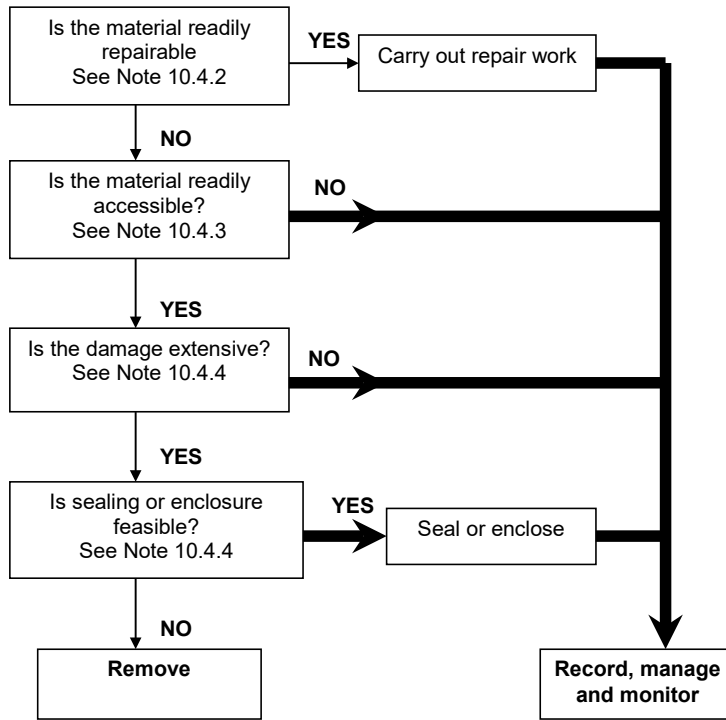 Is the material readily
repairable
See Note 10.4.2
YES
Carry out repair work
NO
Is the material readily
accessible?
See Note 10.4.3
NO
YES
Is the damage extensive?
See Note 10.4.4
NO
YES
Is sealing or enclosure
feasible?
See Note 10.4.4
YES
Seal or enclose
NO
Remove
Record, manage
and monitor